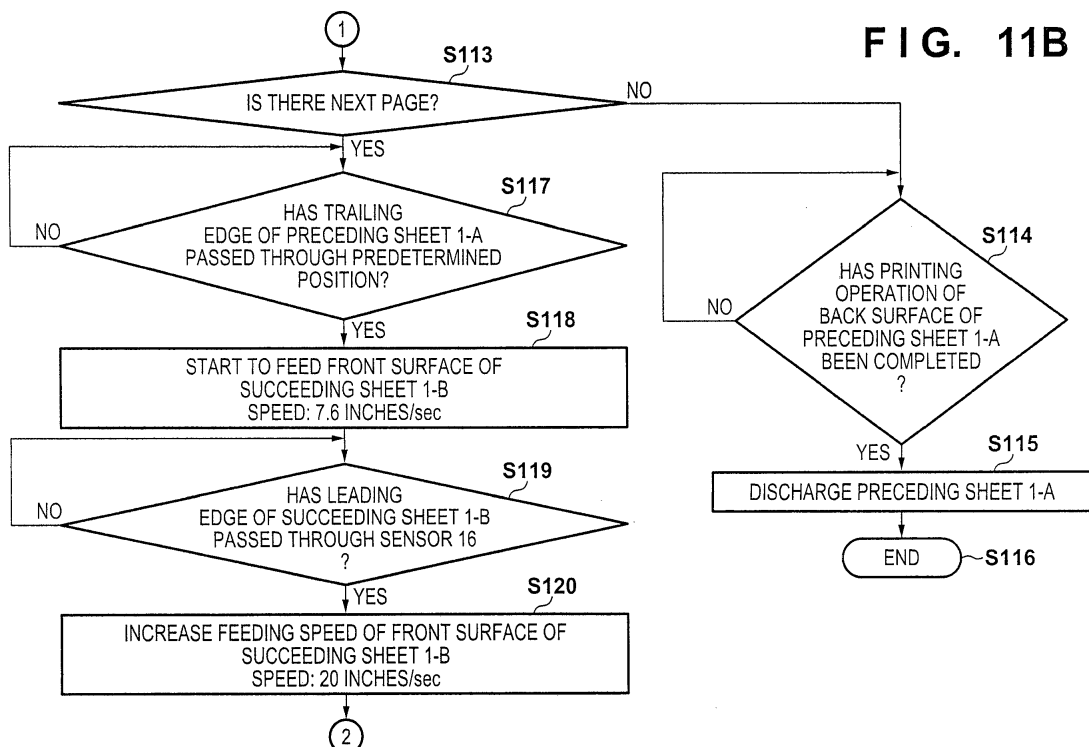 FIG. 11B
1
S113
IS THERE NEXT PAGE?
NO
YES
S117
HAS TRAILING
EDGE OF PRECEDING SHEET 1-A
PASSED THROUGH PREDETERMINED
POSITION?
NO
YES
S118
START TO FEED FRONT SURFACE OF
SUCCEEDING SHEET 1-B
SPEED: 7.6 INCHES/sec
S119
HAS LEADING
EDGE OF SUCCEEDING SHEET 1-B
PASSED THROUGH SENSOR 16
?
NO
YES
S120
INCREASE FEEDING SPEED OF FRONT SURFACE OF
SUCCEEDING SHEET 1-B
SPEED: 20 INCHES/sec
2
S114
HAS PRINTING
OPERATION OF
BACK SURFACE OF
PRECEDING SHEET 1-A
BEEN COMPLETED
?
NO
YES
S115
DISCHARGE PRECEDING SHEET 1-A
END
S116